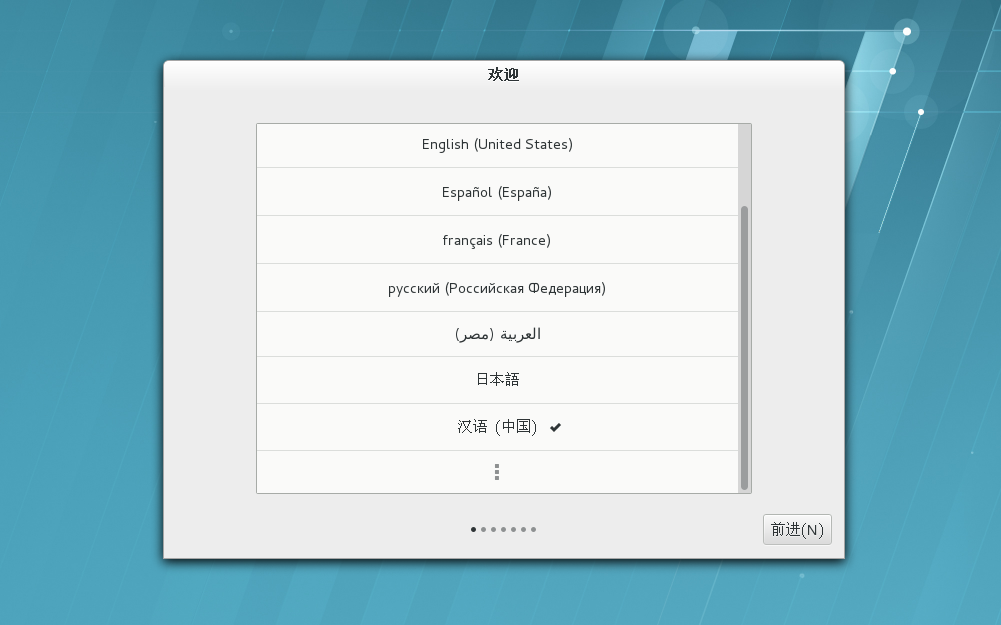 欢迎
English (United States)
Español (España)
français (France)
русский (Российская Федерация)
العربية (مصر)
日本語
汉语 (中国)
前进(N)